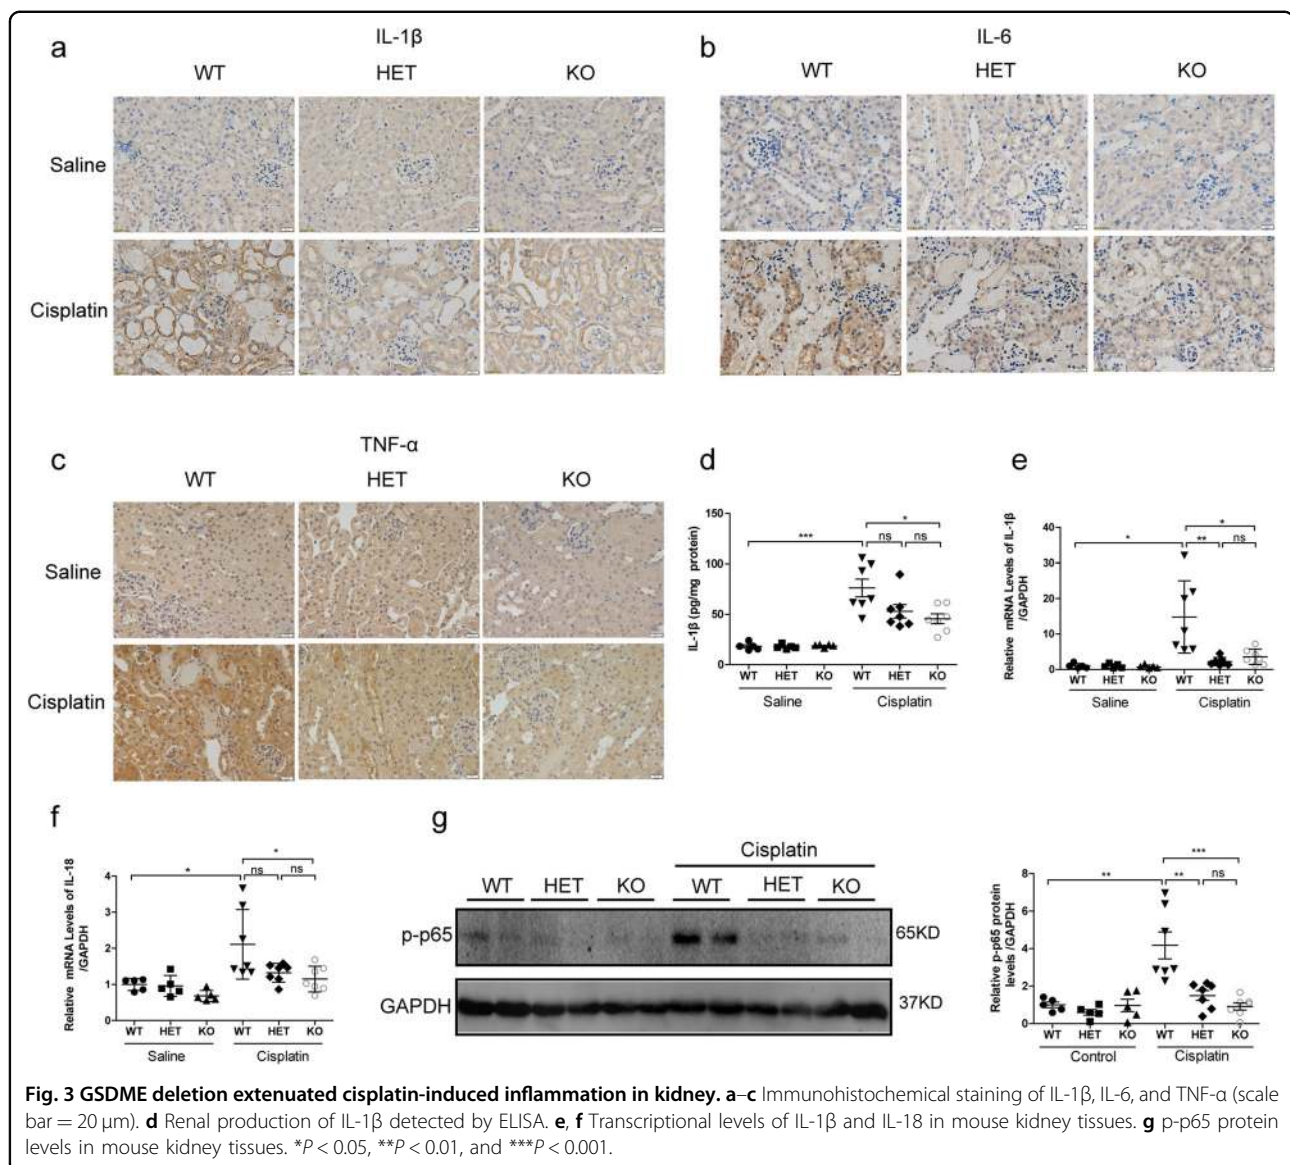 a
IL-1β
WT HET KO
Saline
Cisplatin
b
IL-6
WT HET KO
c
TNF-α
WT HET KO
Saline
Cisplatin
d
IL-1β (pg/mg protein)
150
100
50
0
*** * ns ns
WT HET KO WT HET KO
Saline Cisplatin
e
Relative mRNA Levels of IL-1β
/GAPDH
40
30
20
10
0
* * ** ns
WT HET KO WT HET KO
Saline Cisplatin
f
Relative mRNA Levels of IL-18
/GAPDH
4
3
2
1
0
* * ns ns
WT HET KO WT HET KO
Saline Cisplatin
g
Cisplatin
WT HET KO WT HET KO
p-p65 65KD
GAPDH 37KD
Relative p-p65 protein
levels /GAPDH
8
6
4
2
0
** *** ** ns
WT HET KO WT HET KO
Control Cisplatin
Fig. 3 GSDME deletion extenuated cisplatin-induced inflammation in kidney. a–c Immunohistochemical staining of IL-1β, IL-6, and TNF-α (scale
bar = 20 μm). d Renal production of IL-1β detected by ELISA. e, f Transcriptional levels of IL-1β and IL-18 in mouse kidney tissues. g p-p65 protein
levels in mouse kidney tissues. *P < 0.05, **P < 0.01, and ***P < 0.001.